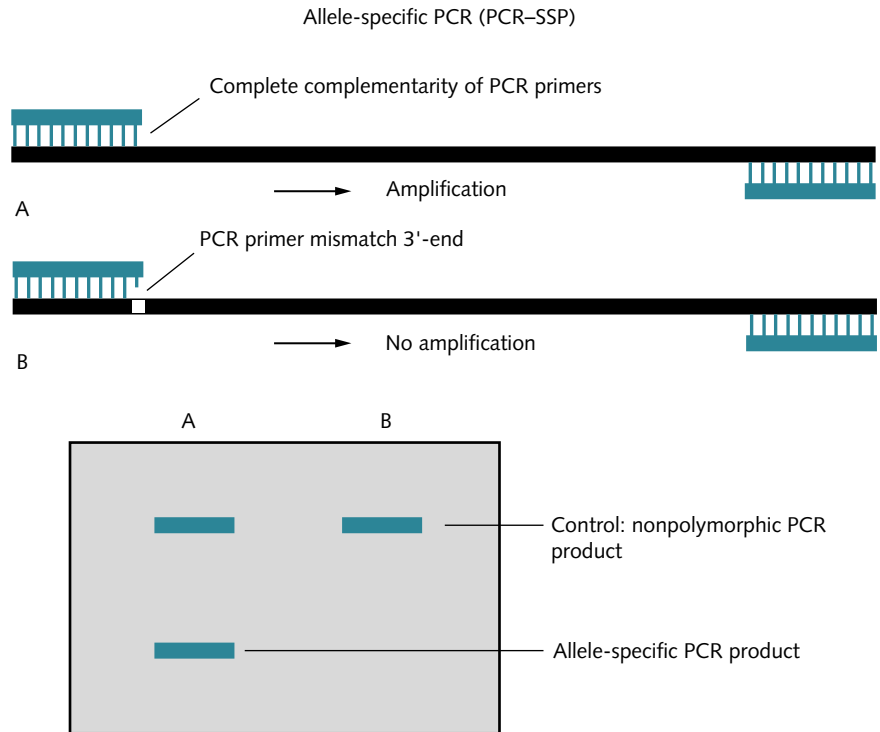 Allele-specific PCR (PCR–SSP)
Complete complementarity of PCR primers
Amplification
A
PCR primer mismatch 3'-end
No amplification
B
A
B
Control: nonpolymorphic PCR
product
Allele-specific PCR product